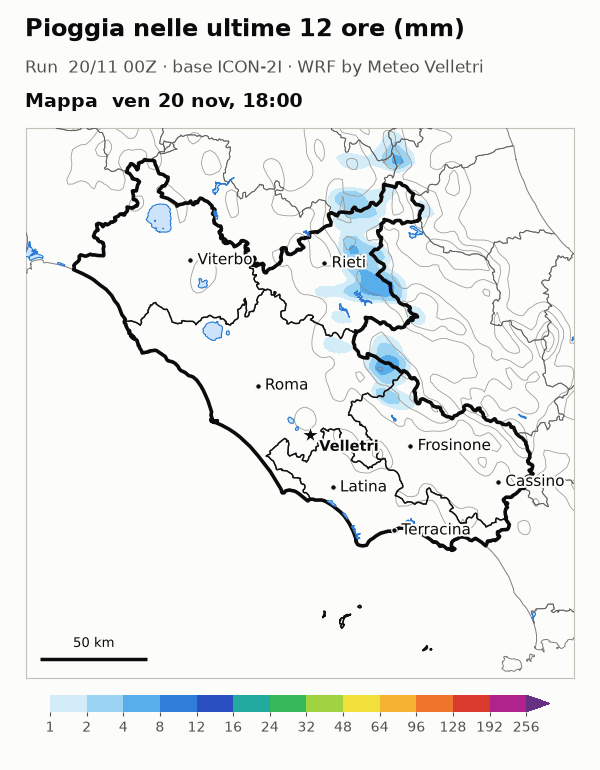 Pioggia nelle ultime 12 ore (mm)
Run 20/11 00Z · base ICON-2I · WRF by Meteo Velletri
Mappa ven 20 nov, 18:00
Viterbo
Rieti
Roma
Velletri
Frosinone
Latina
Cassino
Terracina
50 km
1 2 4 8 12 16 24 32 48 64 96 128 192 256